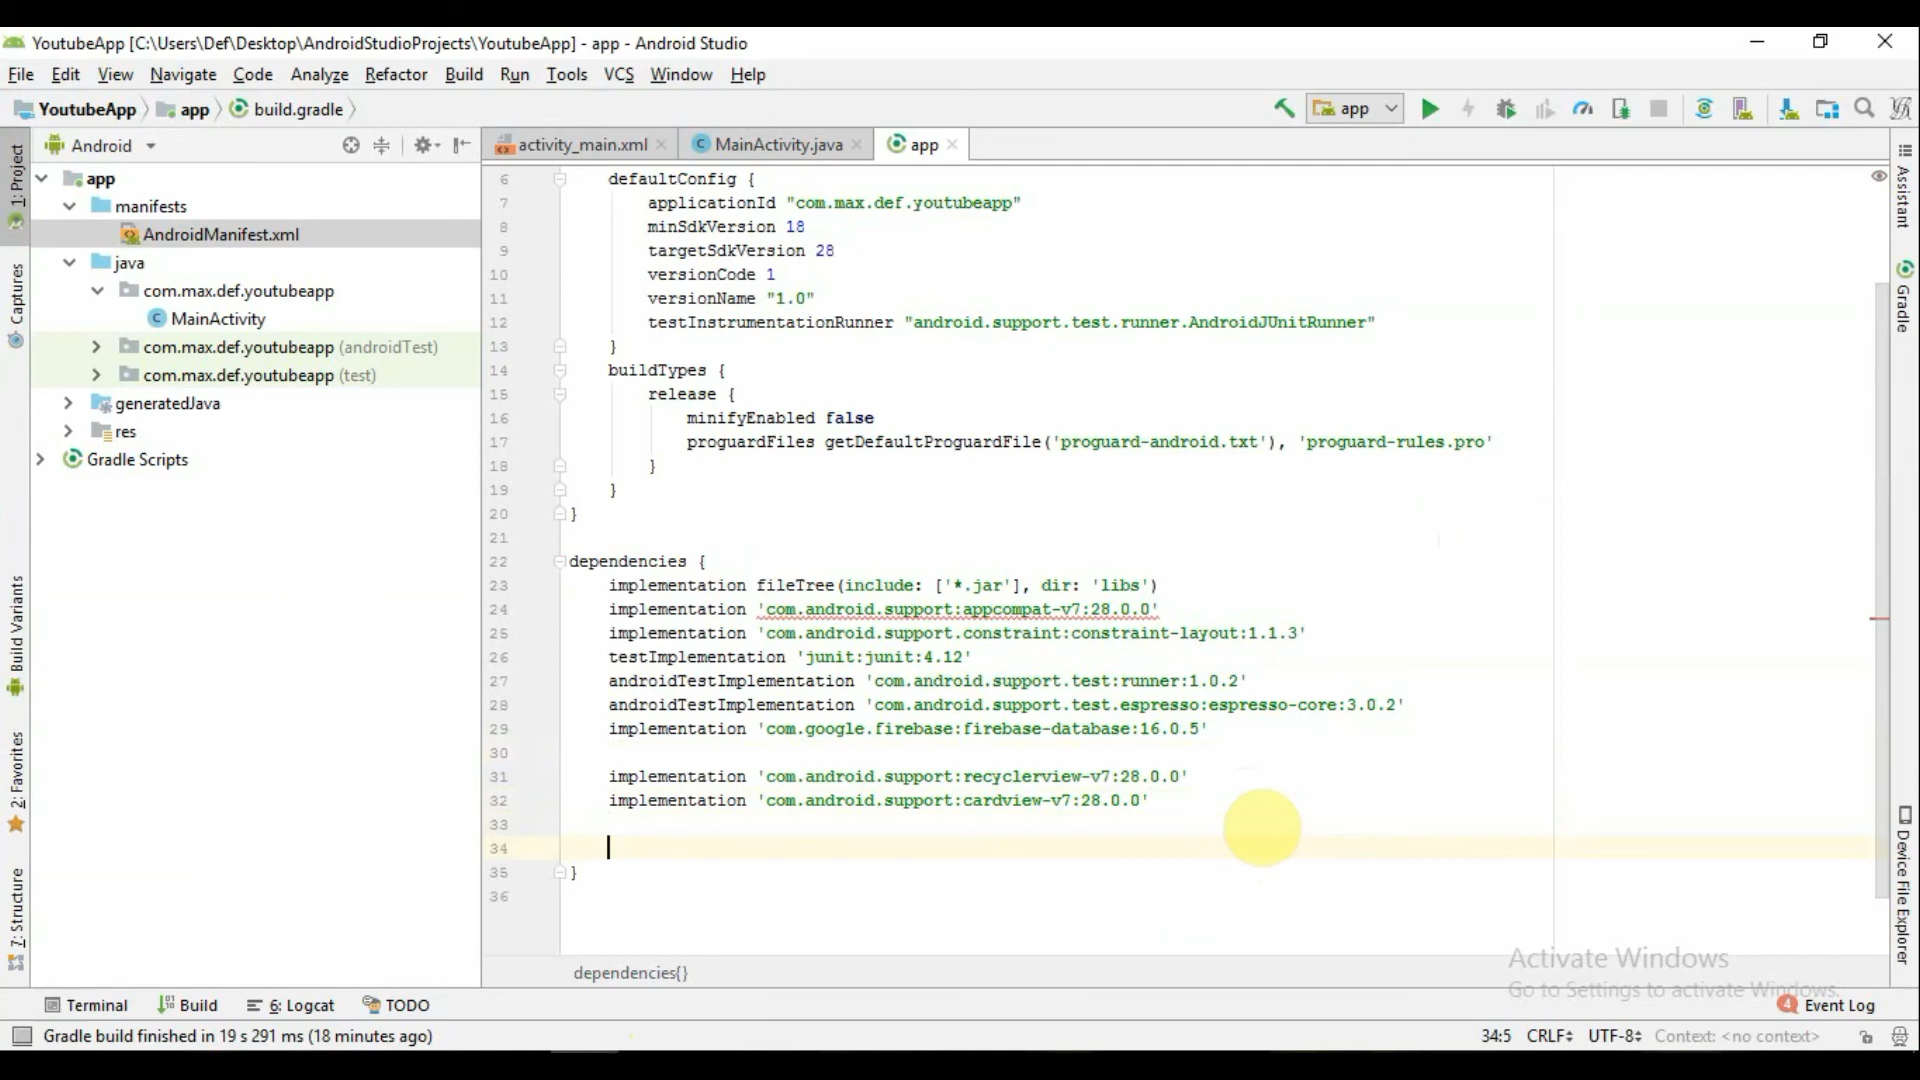 YoutubeApp [C:\Users\Def\Desktop\AndroidStudioProjects\YoutubeApp] - app - Android Studio
File Edit View Navigate Code Analyze Refactor Build Run Tools VCS Window Help
YoutubeApp app build.gradle app
Android
activity_main.xml MainActivity.java app
1: Project
Captures
Build Variants
2: Favorites
7: Structure
app
manifests
AndroidManifest.xml
java
com.max.def.youtubeapp
MainActivity
com.max.def.youtubeapp (androidTest)
com.max.def.youtubeapp (test)
generatedJava
res
Gradle Scripts
6 defaultConfig {
7 applicationId "com.max.def.youtubeapp"
8 minSdkVersion 18
9 targetSdkVersion 28
10 versionCode 1
11 versionName "1.0"
12 testInstrumentationRunner "android.support.test.runner.AndroidJUnitRunner"
13 }
14 buildTypes {
15 release {
16 minifyEnabled false
17 proguardFiles getDefaultProguardFile('proguard-android.txt'), 'proguard-rules.pro'
18 }
19 }
20 }
21
22 dependencies {
23 implementation fileTree(include: ['*.jar'], dir: 'libs')
24 implementation 'com.android.support:appcompat-v7:28.0.0'
25 implementation 'com.android.support.constraint:constraint-layout:1.1.3'
26 testImplementation 'junit:junit:4.12'
27 androidTestImplementation 'com.android.support.test:runner:1.0.2'
28 androidTestImplementation 'com.android.support.test.espresso:espresso-core:3.0.2'
29 implementation 'com.google.firebase:firebase-database:16.0.5'
30
31 implementation 'com.android.support:recyclerview-v7:28.0.0'
32 implementation 'com.android.support:cardview-v7:28.0.0'
33
34
35 }
36
dependencies{}
Assistant
Gradle
Device File Explorer
Activate Windows
Go to Settings to activate Windows.
Terminal Build 6: Logcat TODO 4 Event Log
Gradle build finished in 19 s 291 ms (18 minutes ago) 34:5 CRLF UTF-8 Context: <no context>